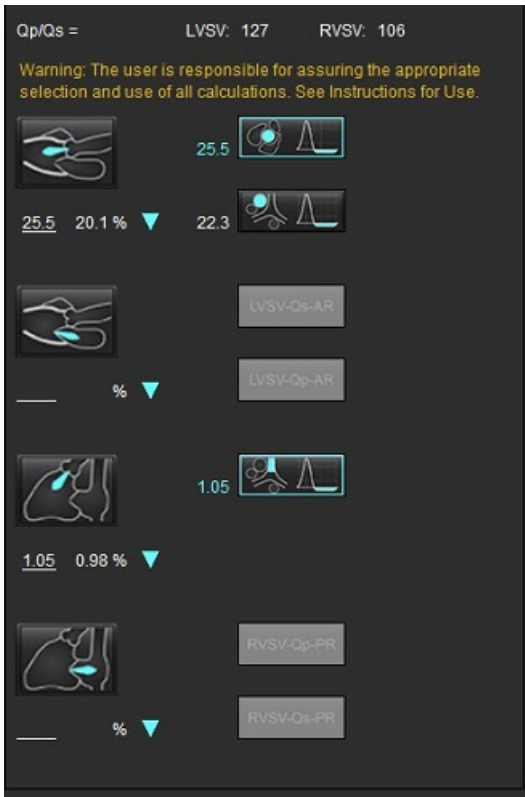 Qp/Qs = LVSV: 127 RVSV: 106
Warning: The user is responsible for assuring the appropriate
selection and use of all calculations. See Instructions for Use.
25.5
25.5 20.1 % 22.3
LVSV-Qs-AR
LVSV-Qp-AR
%
1.05
1.05 0.98 %
RVSV-Qp-PR
RVSV-Qs-PR
%